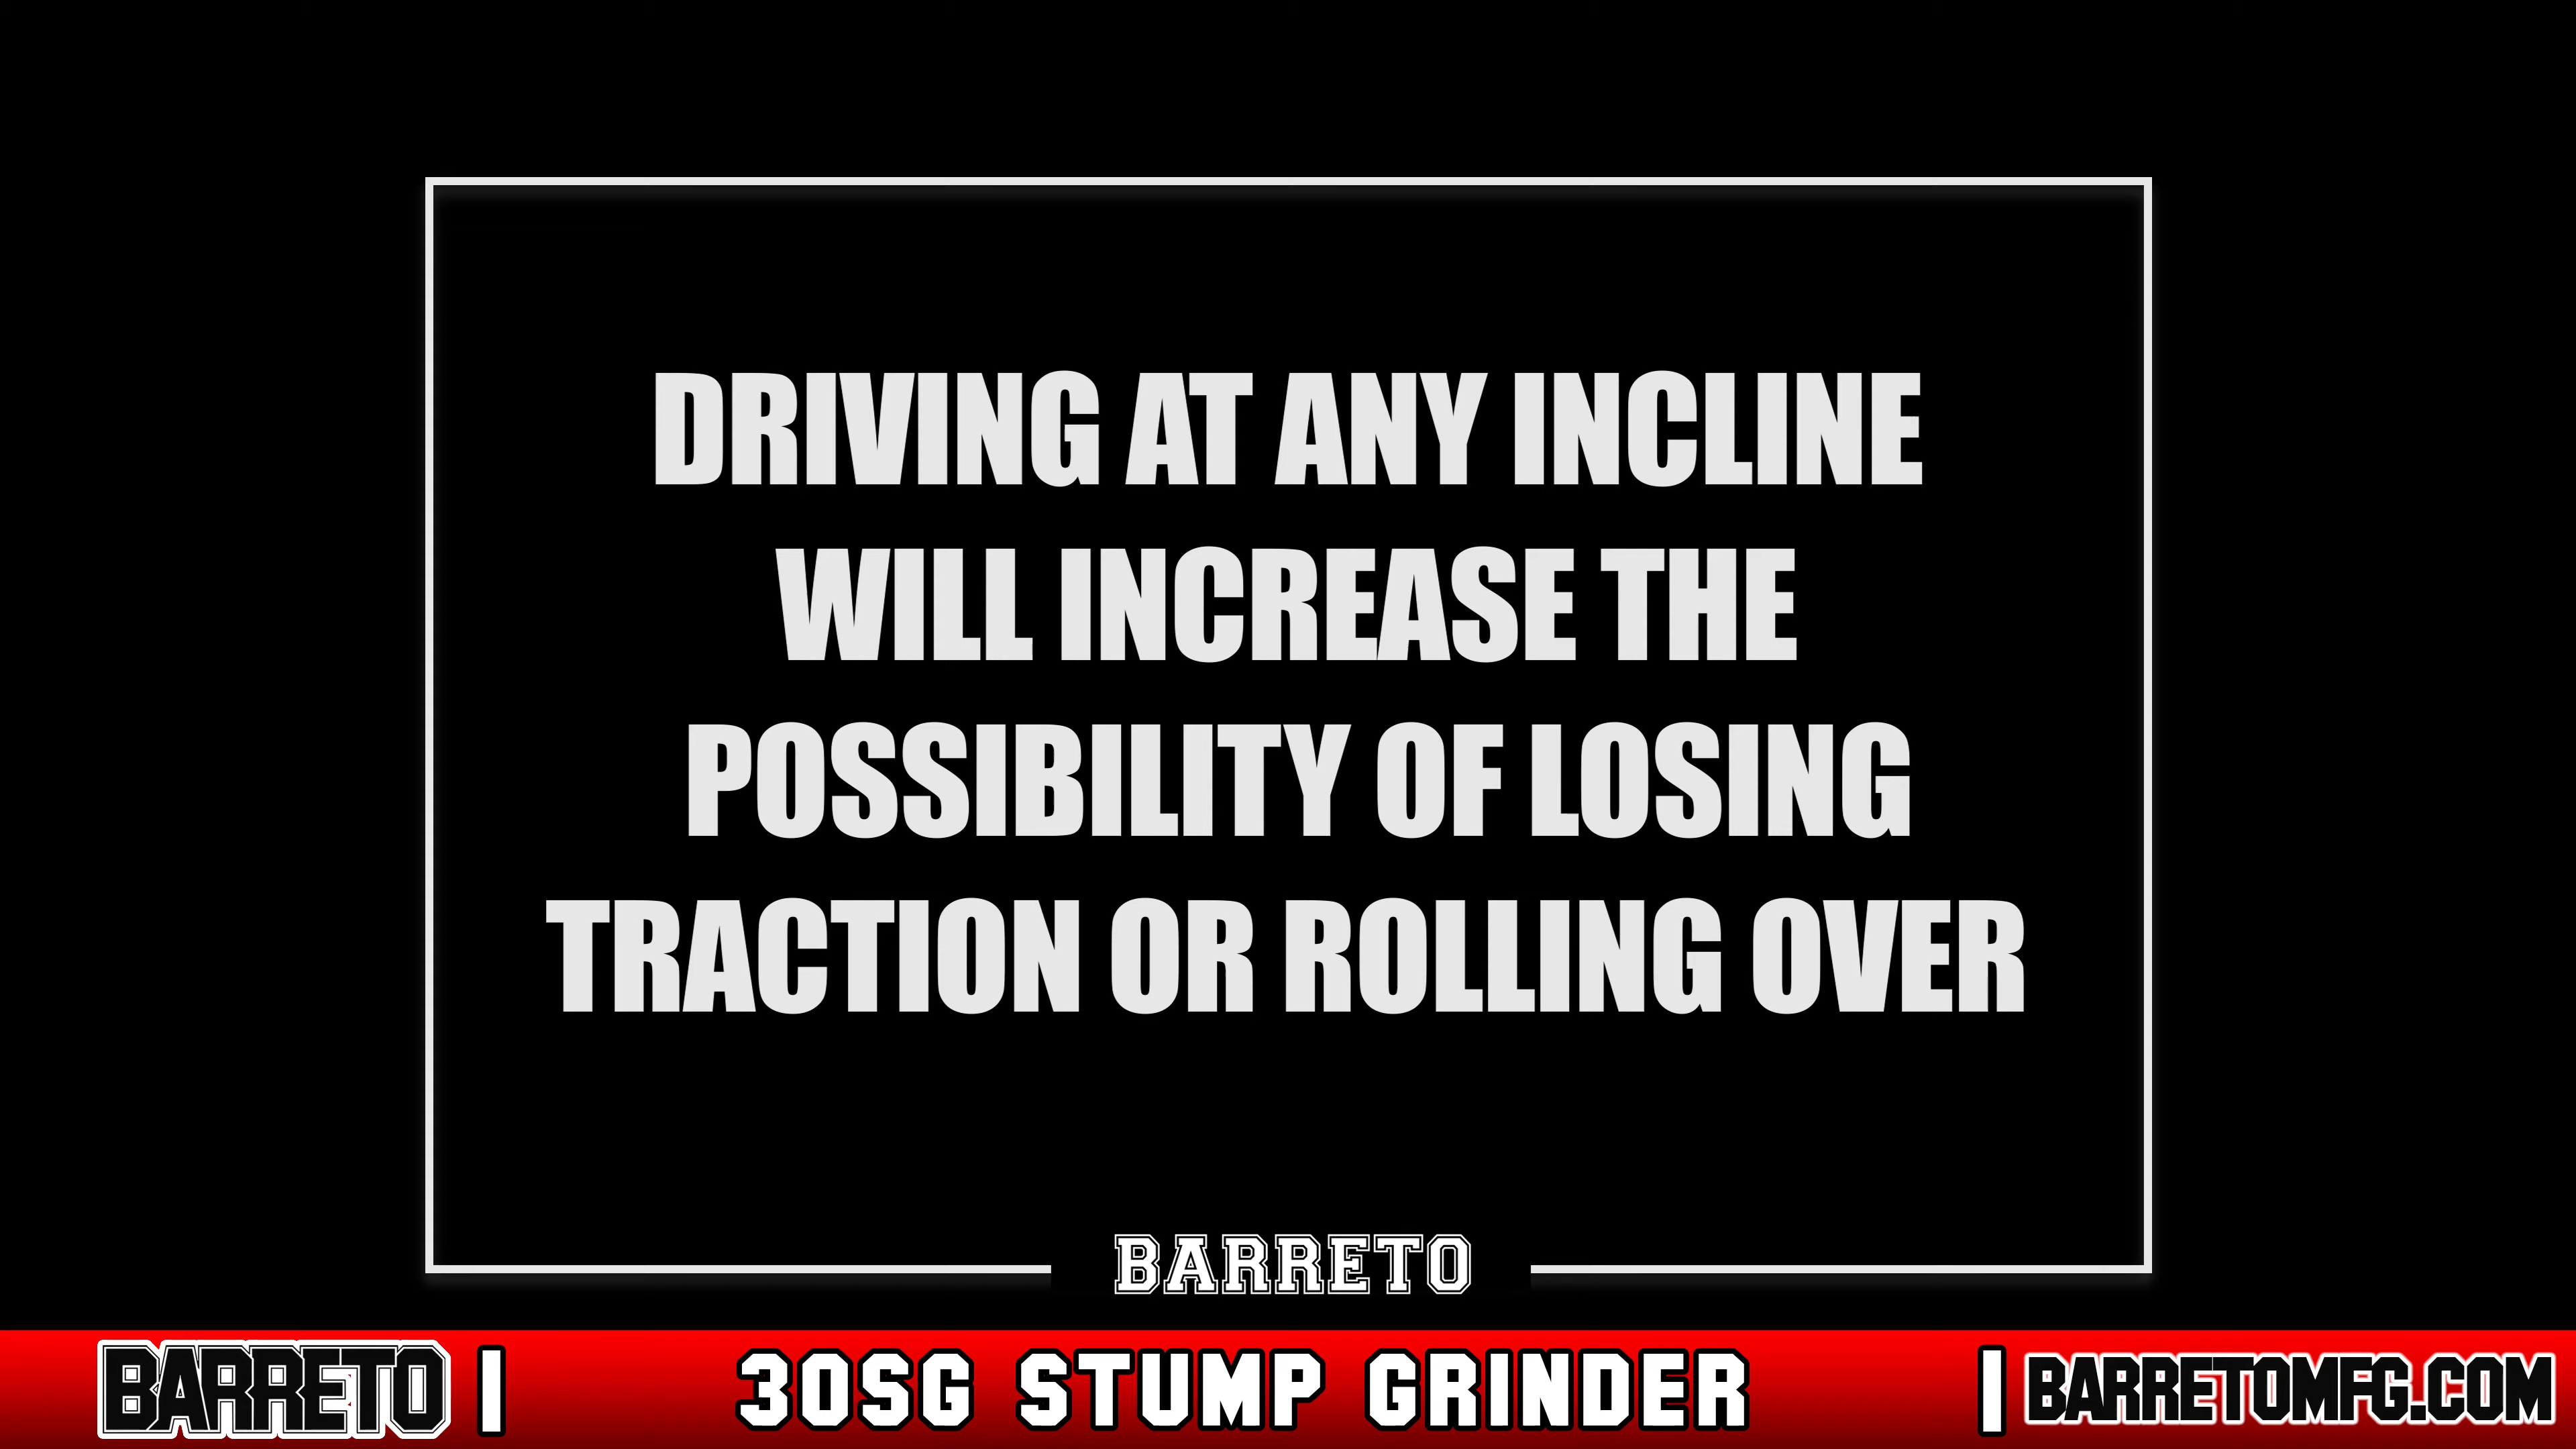 DRIVING AT ANY INCLINE
WILL INCREASE THE
POSSIBILITY OF LOSING
TRACTION OR ROLLING OVER
BARRETO
BARRETO | 30SG STUMP GRINDER | BARRETOMFG.COM